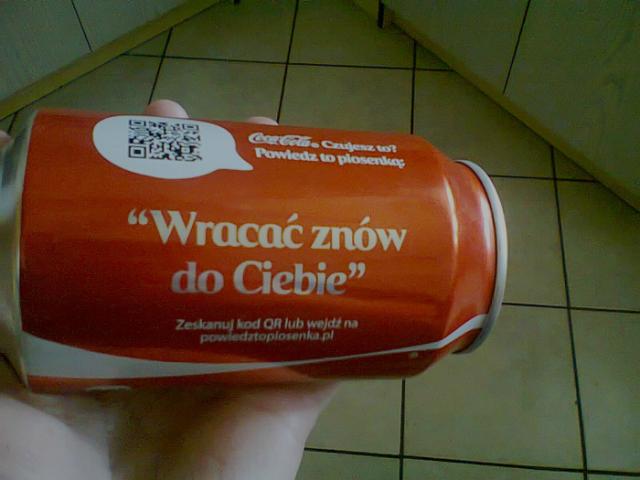 Coca-Cola® Czujesz to?
Powiedz to piosenką:
“Wracać znów
do Ciebie”
Zeskanuj kod QR lub wejdź na
powiedztopiosenka.pl